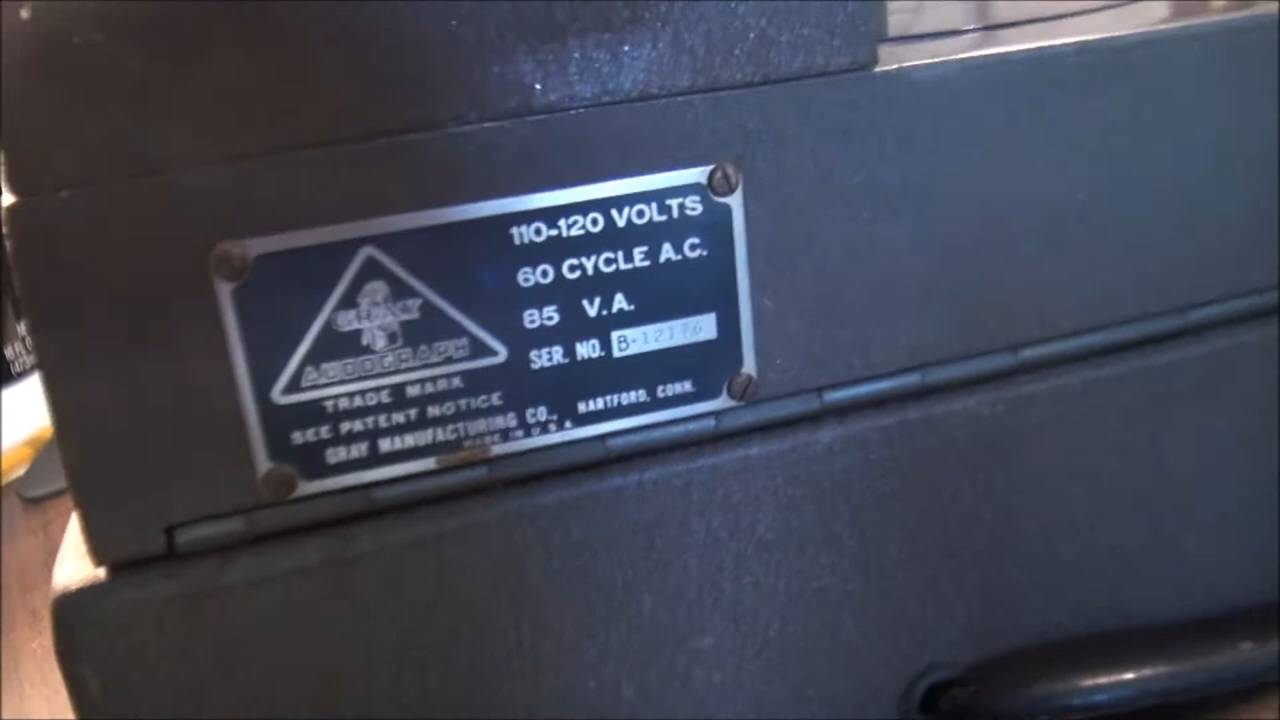 GRAY
AUDOGRAPH
TRADE MARK
SEE PATENT NOTICE
GRAY MANUFACTURING CO., HARTFORD, CONN.
MADE IN U.S.A.
110-120 VOLTS
60 CYCLE A.C.
85 V.A.
SER. NO. B-12176